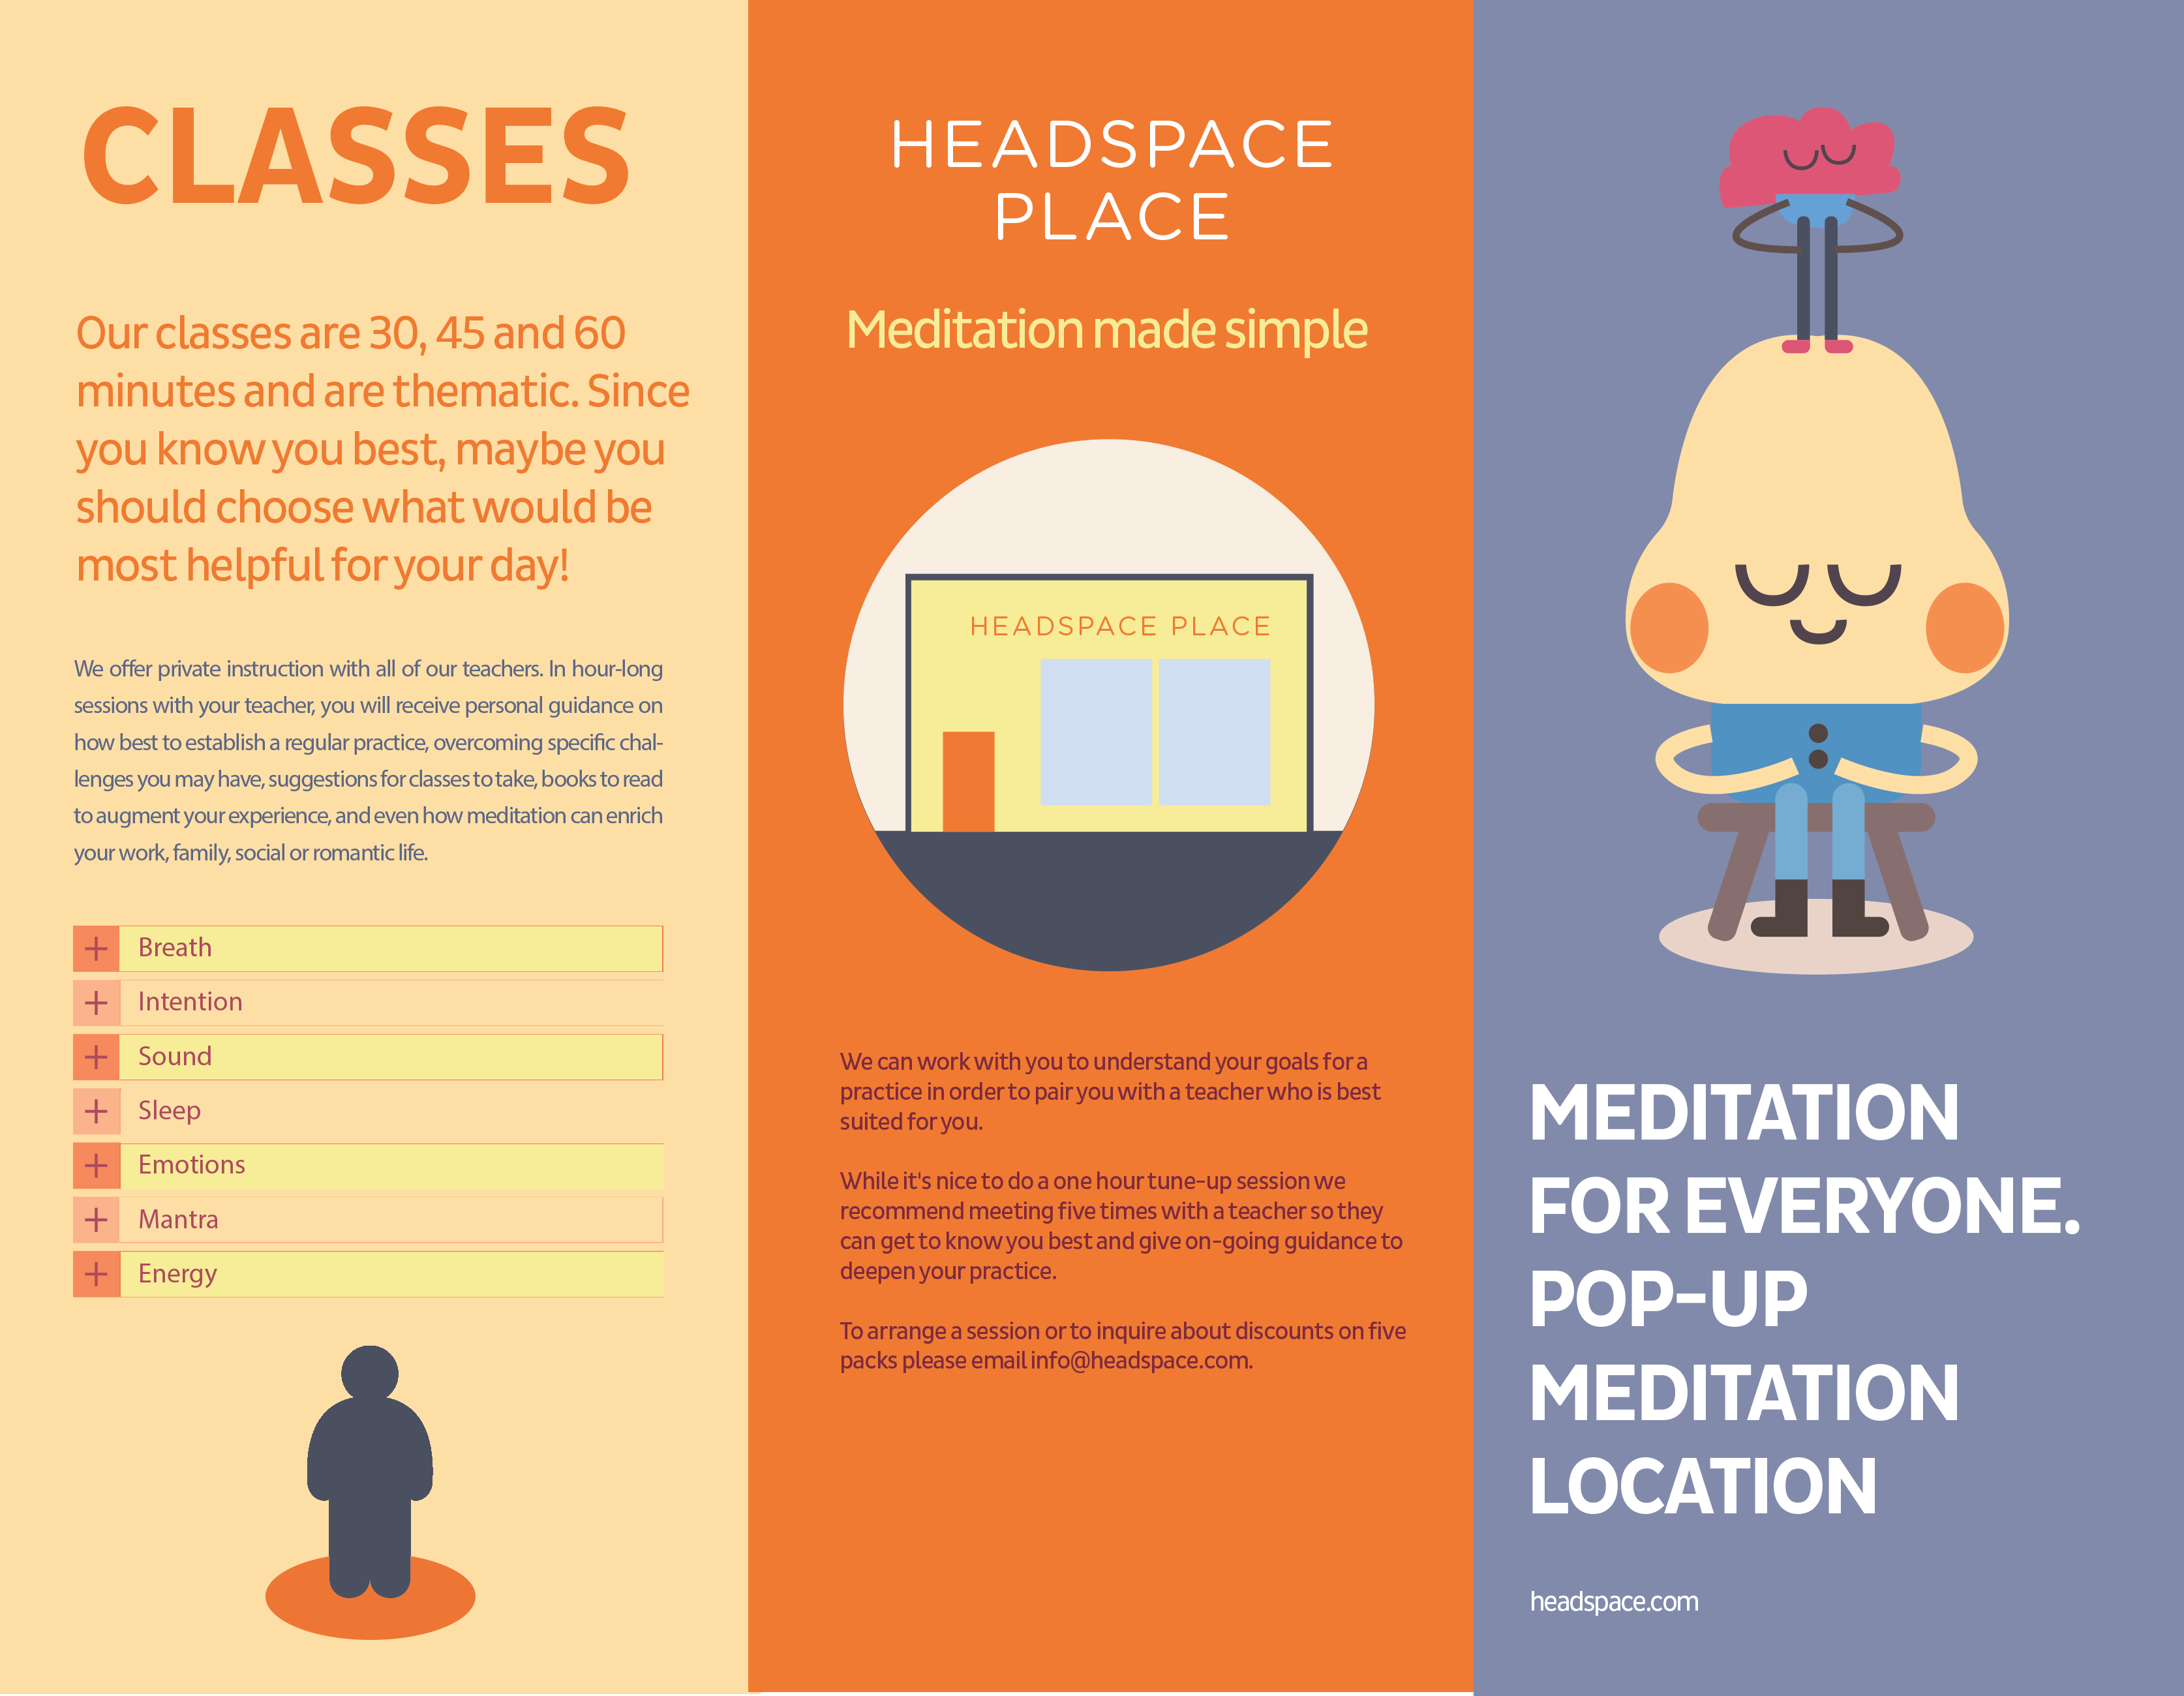 CLASSES
Our classes are 30, 45 and 60
minutes and are thematic. Since
you know you best, maybe you
should choose what would be
most helpful for your day!
We offer private instruction with all of our teachers. In hour-long
sessions with your teacher, you will receive personal guidance on
how best to establish a regular practice, overcoming specific chal-
lenges you may have, suggestions for classes to take, books to read
to augment your experience, and even how meditation can enrich
your work, family, social or romantic life.
+ Breath
+ Intention
+ Sound
+ Sleep
+ Emotions
+ Mantra
+ Energy
HEADSPACE
PLACE
Meditation made simple
HEADSPACE PLACE
We can work with you to understand your goals for a
practice in order to pair you with a teacher who is best
suited for you.
While it's nice to do a one hour tune-up session we
recommend meeting five times with a teacher so they
can get to know you best and give on-going guidance to
deepen your practice.
To arrange a session or to inquire about discounts on five
packs please email info@headspace.com.
MEDITATION
FOR EVERYONE.
POP-UP
MEDITATION
LOCATION
headspace.com